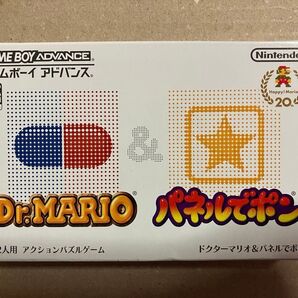 GAME BOY ADVANCE
ームボーイ アドバンス
Nintendo
Happy! Mario
20th
&
Dr. MARIO
パネルでポン
2人用 アクションパズルゲーム
ドクターマリオ&パネルでポ